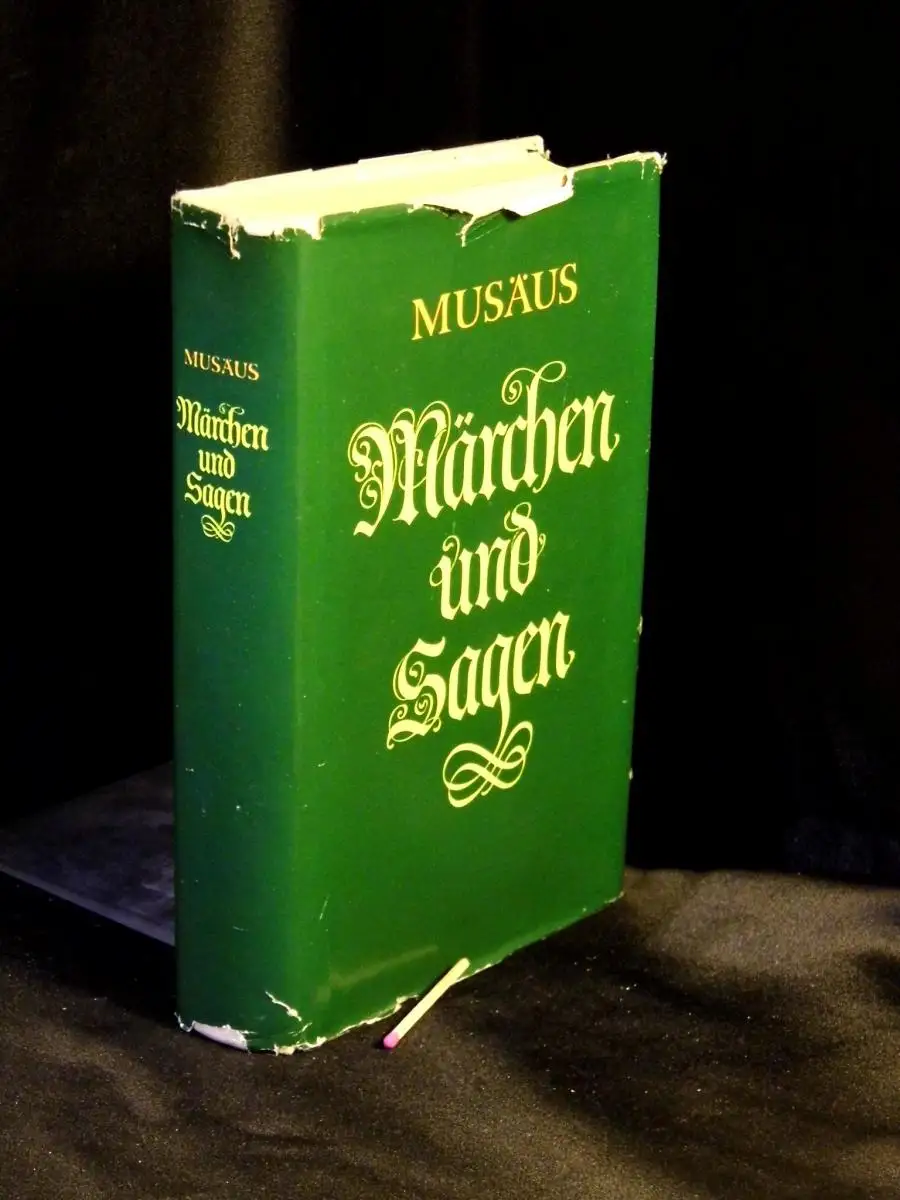 MUSÄUS
Märchen
und
Sagen
MUSÄUS
Märchen
und
Sagen